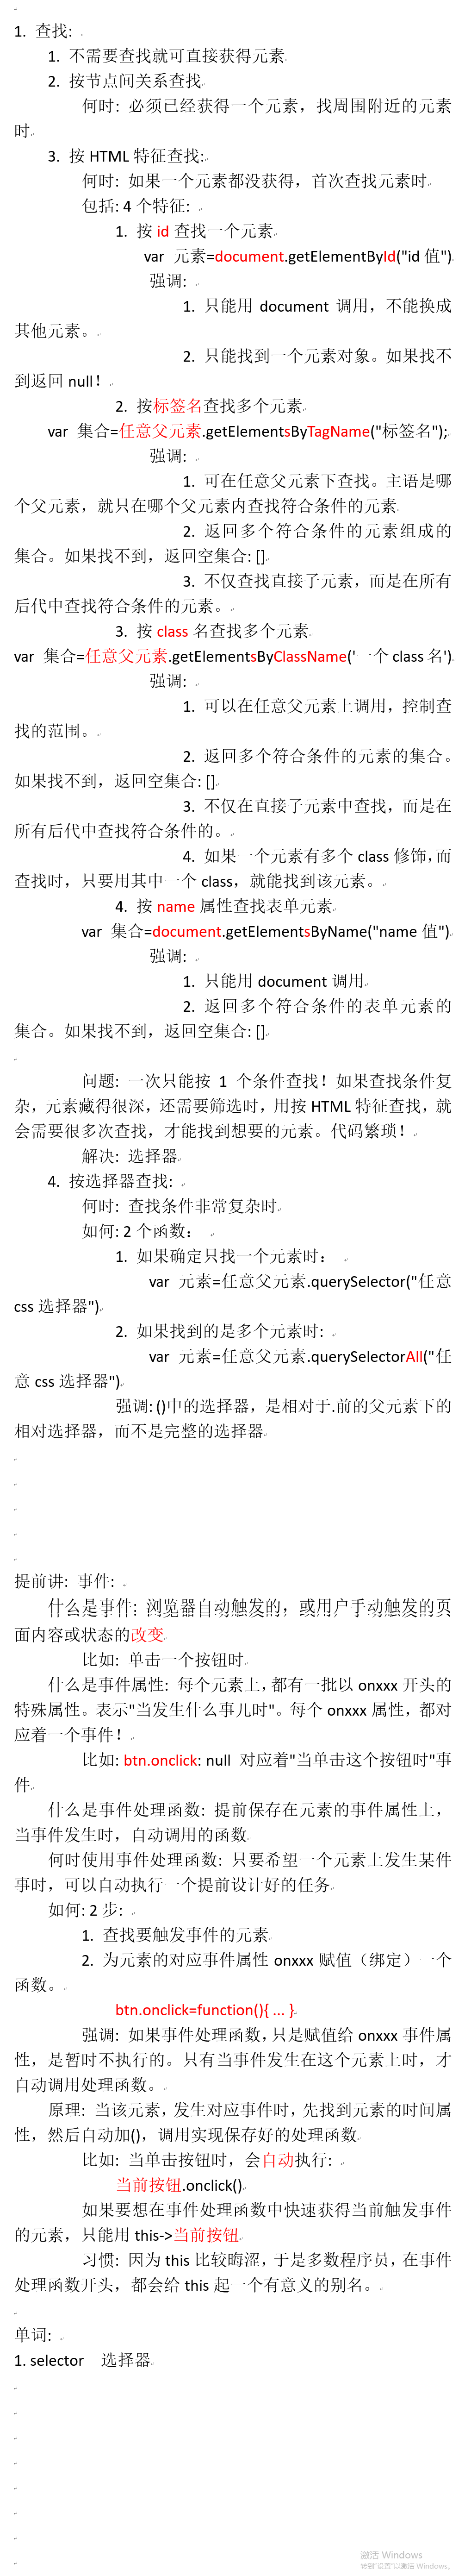 1. 查找:
1. 不需要查找就可直接获得元素
2. 按节点间关系查找
何时: 必须已经获得一个元素，找周围附近的元素
时
3. 按 HTML 特征查找:
何时: 如果一个元素都没获得，首次查找元素时
包括: 4 个特征:
1. 按 id 查找一个元素
var 元素=document.getElementById("id 值")
强调:
1. 只能用 document 调用，不能换成
其他元素。
2. 只能找到一个元素对象。如果找不
到返回 null！
2. 按标签名查找多个元素
var 集合=任意父元素.getElementsByTagName("标签名");
强调:
1. 可在任意父元素下查找。主语是哪
个父元素，就只在哪个父元素内查找符合条件的元素
2. 返回多个符合条件的元素组成的
集合。如果找不到，返回空集合: []
3. 不仅查找直接子元素，而是在所有
后代中查找符合条件的元素。
3. 按 class 名查找多个元素
var 集合=任意父元素.getElementsByClassName('一个 class 名')
强调:
1. 可以在任意父元素上调用，控制查
找的范围。
2. 返回多个符合条件的元素的集合。
如果找不到，返回空集合: []
3. 不仅在直接子元素中查找，而是在
所有后代中查找符合条件的。
4. 如果一个元素有多个 class 修饰，而
查找时，只要用其中一个 class，就能找到该元素。
4. 按 name 属性查找表单元素
var 集合=document.getElementsByName("name 值")
强调:
1. 只能用 document 调用
2. 返回多个符合条件的表单元素的
集合。如果找不到，返回空集合: []
问题: 一次只能按 1 个条件查找！如果查找条件复
杂，元素藏得很深，还需要筛选时，用按 HTML 特征查找，就
会需要很多次查找，才能找到想要的元素。代码繁琐！
解决: 选择器
4. 按选择器查找:
何时: 查找条件非常复杂时
如何: 2 个函数：
1. 如果确定只找一个元素时：
var 元素=任意父元素.querySelector("任意
css 选择器")
2. 如果找到的是多个元素时:
var 元素=任意父元素.querySelectorAll("任
意 css 选择器")
强调: ()中的选择器，是相对于.前的父元素下的
相对选择器，而不是完整的选择器
提前讲: 事件:
什么是事件: 浏览器自动触发的，或用户手动触发的页
面内容或状态的改变
比如: 单击一个按钮时
什么是事件属性: 每个元素上，都有一批以 onxxx 开头的
特殊属性。表示"当发生什么事儿时"。每个 onxxx 属性，都对
应着一个事件！
比如: btn.onclick: null 对应着"当单击这个按钮时"事
件
什么是事件处理函数: 提前保存在元素的事件属性上，
当事件发生时，自动调用的函数
何时使用事件处理函数: 只要希望一个元素上发生某件
事时，可以自动执行一个提前设计好的任务
如何: 2 步:
1. 查找要触发事件的元素
2. 为元素的对应事件属性 onxxx 赋值（绑定）一个
函数。
btn.onclick=function(){ ... }
强调: 如果事件处理函数，只是赋值给 onxxx 事件属
性，是暂时不执行的。只有当事件发生在这个元素上时，才
自动调用处理函数。
原理: 当该元素，发生对应事件时，先找到元素的时间属
性，然后自动加()，调用实现保存好的处理函数
比如: 当单击按钮时，会自动执行:
当前按钮.onclick()
如果要想在事件处理函数中快速获得当前触发事件
的元素，只能用 this->当前按钮
习惯: 因为 this 比较晦涩，于是多数程序员，在事件
处理函数开头，都会给 this 起一个有意义的别名。
单词:
1. selector 选择器
激活 Windows
转到"设置"以激活 Windows。